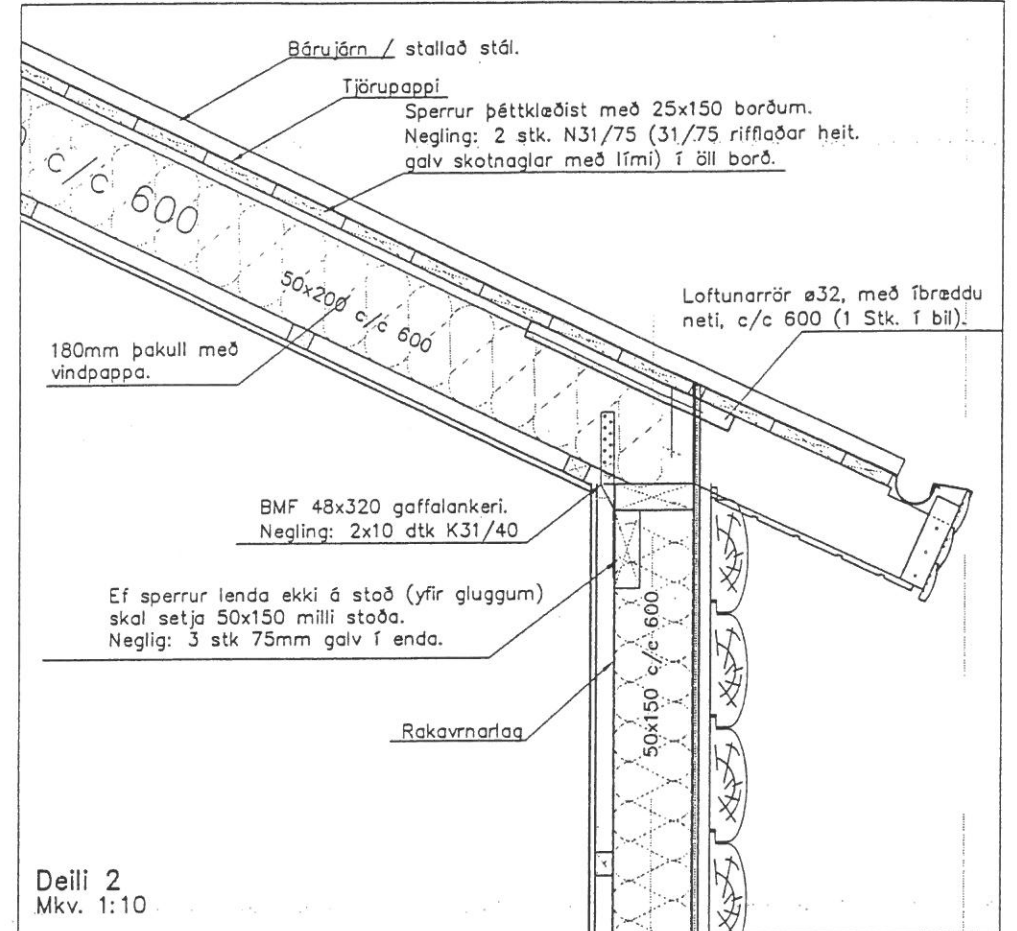 Bárujárn / stallað stál.
Tjörupappi
Sperrur þéttklæðist með 25x150 borðum.
Negling: 2 stk. N31/75 (31/75 rifflaðar heit.
galv skotnaglar með lími) í öll borð.
c/c 600
50x200 c/c 600
Loftunarrör ø32, með íbræddu
neti, c/c 600 (1 Stk. í bil).
180mm þakull með
vindpappa.
BMF 48x320 gaffalankeri.
Negling: 2x10 dtk K31/40
Ef sperrur lenda ekki á stoð (yfir gluggum)
skal setja 50x150 milli stoða.
Neglig: 3 stk 75mm galv í enda.
50x150 c/c 600
Rakavrnarlag
Deili 2
Mkv. 1:10